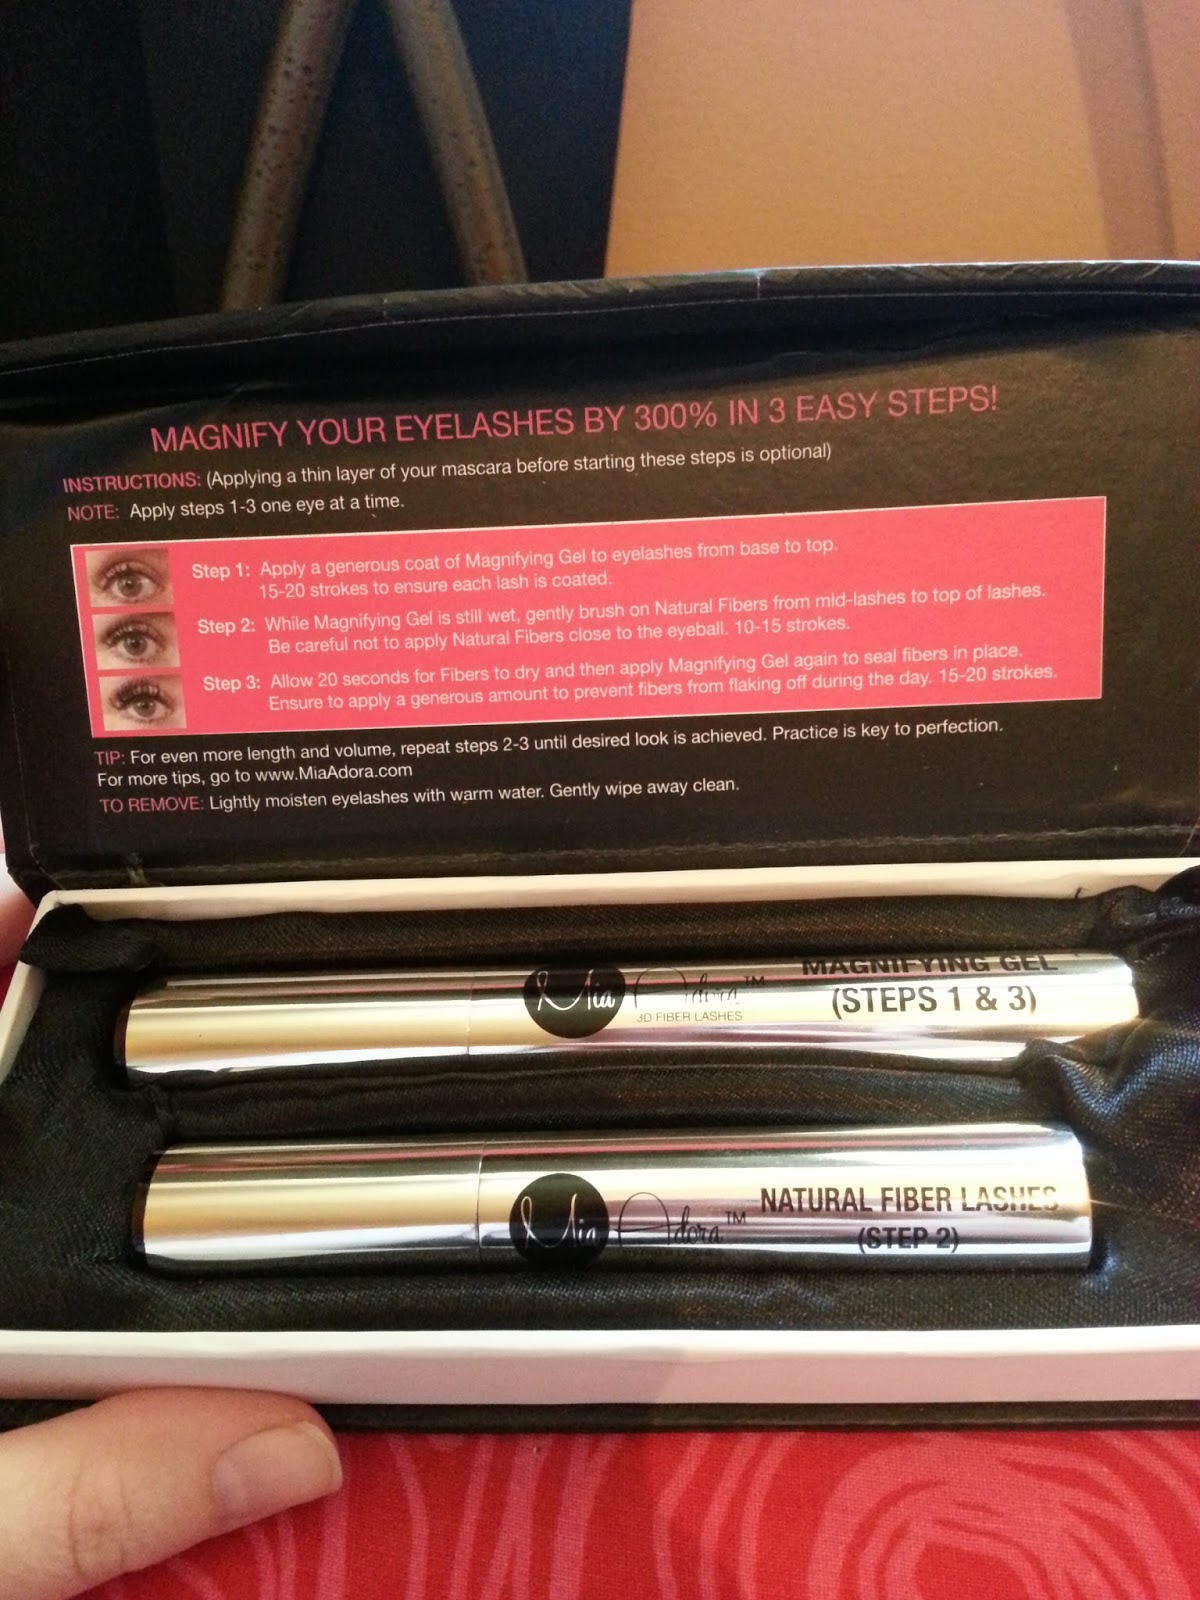 MAGNIFY YOUR EYELASHES BY 300% IN 3 EASY STEPS!
INSTRUCTIONS: (Applying a thin layer of your mascara before starting these steps is optional)
NOTE: Apply steps 1-3 one eye at a time.
Step 1: Apply a generous coat of Magnifying Gel to eyelashes from base to top.
15-20 strokes to ensure each lash is coated.
Step 2: While Magnifying Gel is still wet, gently brush on Natural Fibers from mid-lashes to top of lashes.
Be careful not to apply Natural Fibers close to the eyeball. 10-15 strokes.
Step 3: Allow 20 seconds for Fibers to dry and then apply Magnifying Gel again to seal fibers in place.
Ensure to apply a generous amount to prevent fibers from flaking off during the day. 15-20 strokes.
TIP: For even more length and volume, repeat steps 2-3 until desired look is achieved. Practice is key to perfection.
For more tips, go to www.MiaAdora.com
TO REMOVE: Lightly moisten eyelashes with warm water. Gently wipe away clean.
Mia Adora™
3D FIBER LASHES
MAGNIFYING GEL
(STEPS 1 & 3)
Mia Adora™
NATURAL FIBER LASHES
(STEP 2)